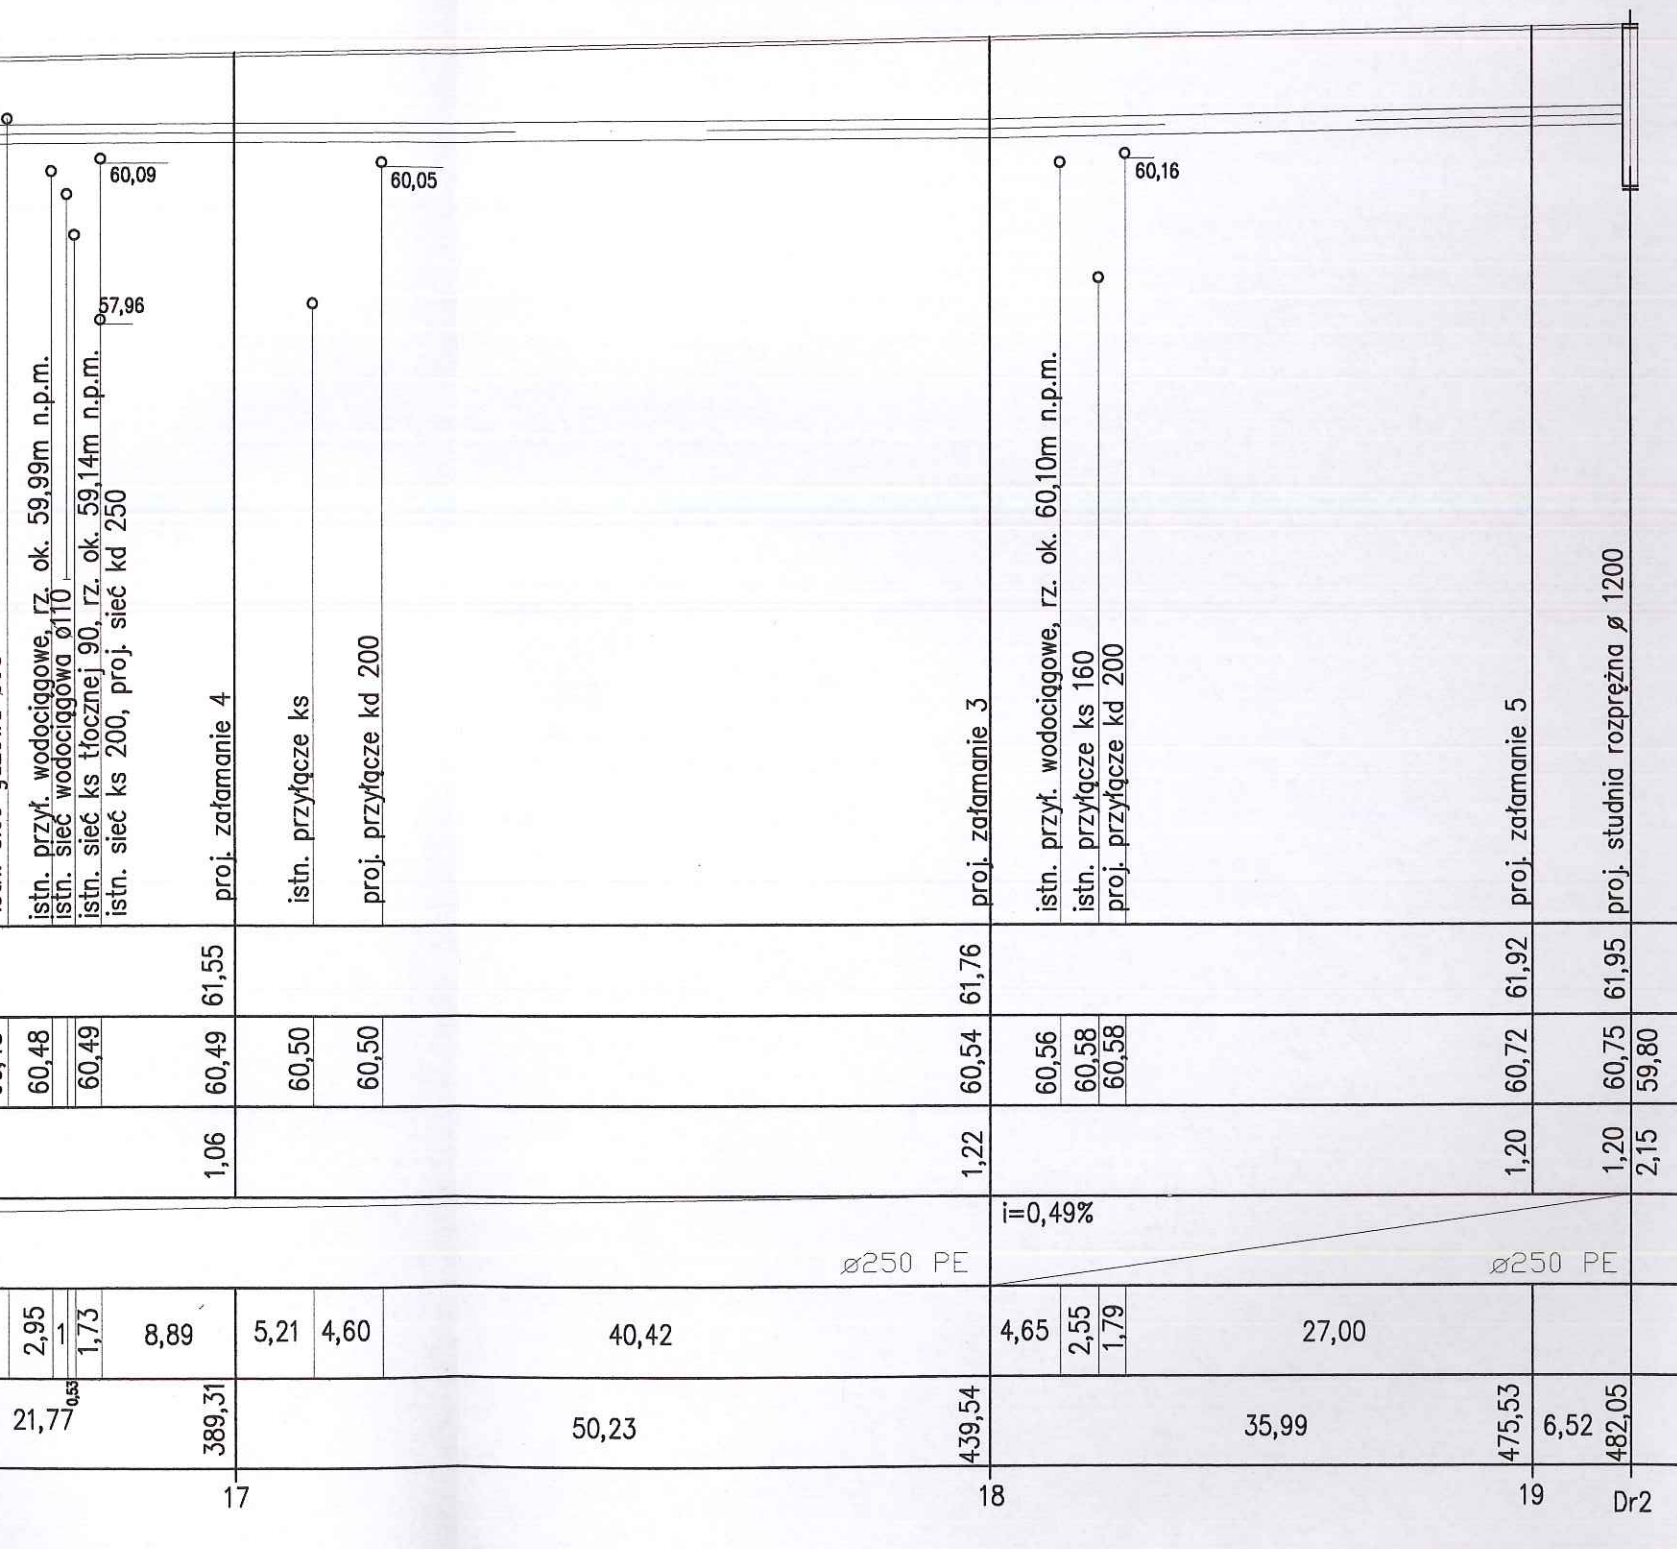 60,09
60,05
60,16
57,96
istn. przył. wodociągowe, rz. ok. 59,99m n.p.m.
istn. sieć wodociągowa ø110
istn. sieć ks tłocznej 90, rz. ok. 59,14m n.p.m.
istn. sieć ks 200, proj. sieć kd 250
proj. załamanie 4
istn. przyłącze ks
proj. przyłącze kd 200
proj. załamanie 3
istn. przył. wodociągowe, rz. ok. 60,10m n.p.m.
istn. przyłącze ks 160
proj. przyłącze kd 200
proj. załamanie 5
proj. studnia rozprężna ø 1200
61,55
61,76
61,92
61,95
60,48
60,49
60,49
60,50
60,50
60,54
60,56
60,58
60,58
60,72
60,75
59,80
1,06
1,22
1,20
1,20
2,15
i=0,49%
ø250 PE
ø250 PE
2,95
1
1,73
8,89
5,21
4,60
40,42
4,65
2,55
1,79
27,00
21,77
0,53
389,31
50,23
439,54
35,99
475,53
6,52
482,05
17
18
19
Dr2